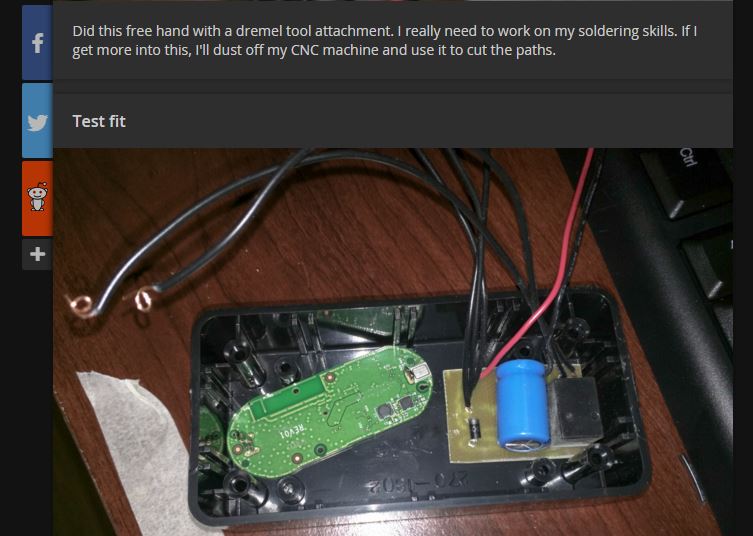 Did this free hand with a dremel tool attachment. I really need to work on my soldering skills. If I
get more into this, I'll dust off my CNC machine and use it to cut the paths.
Test fit
Ctrl
REV01
270-1802